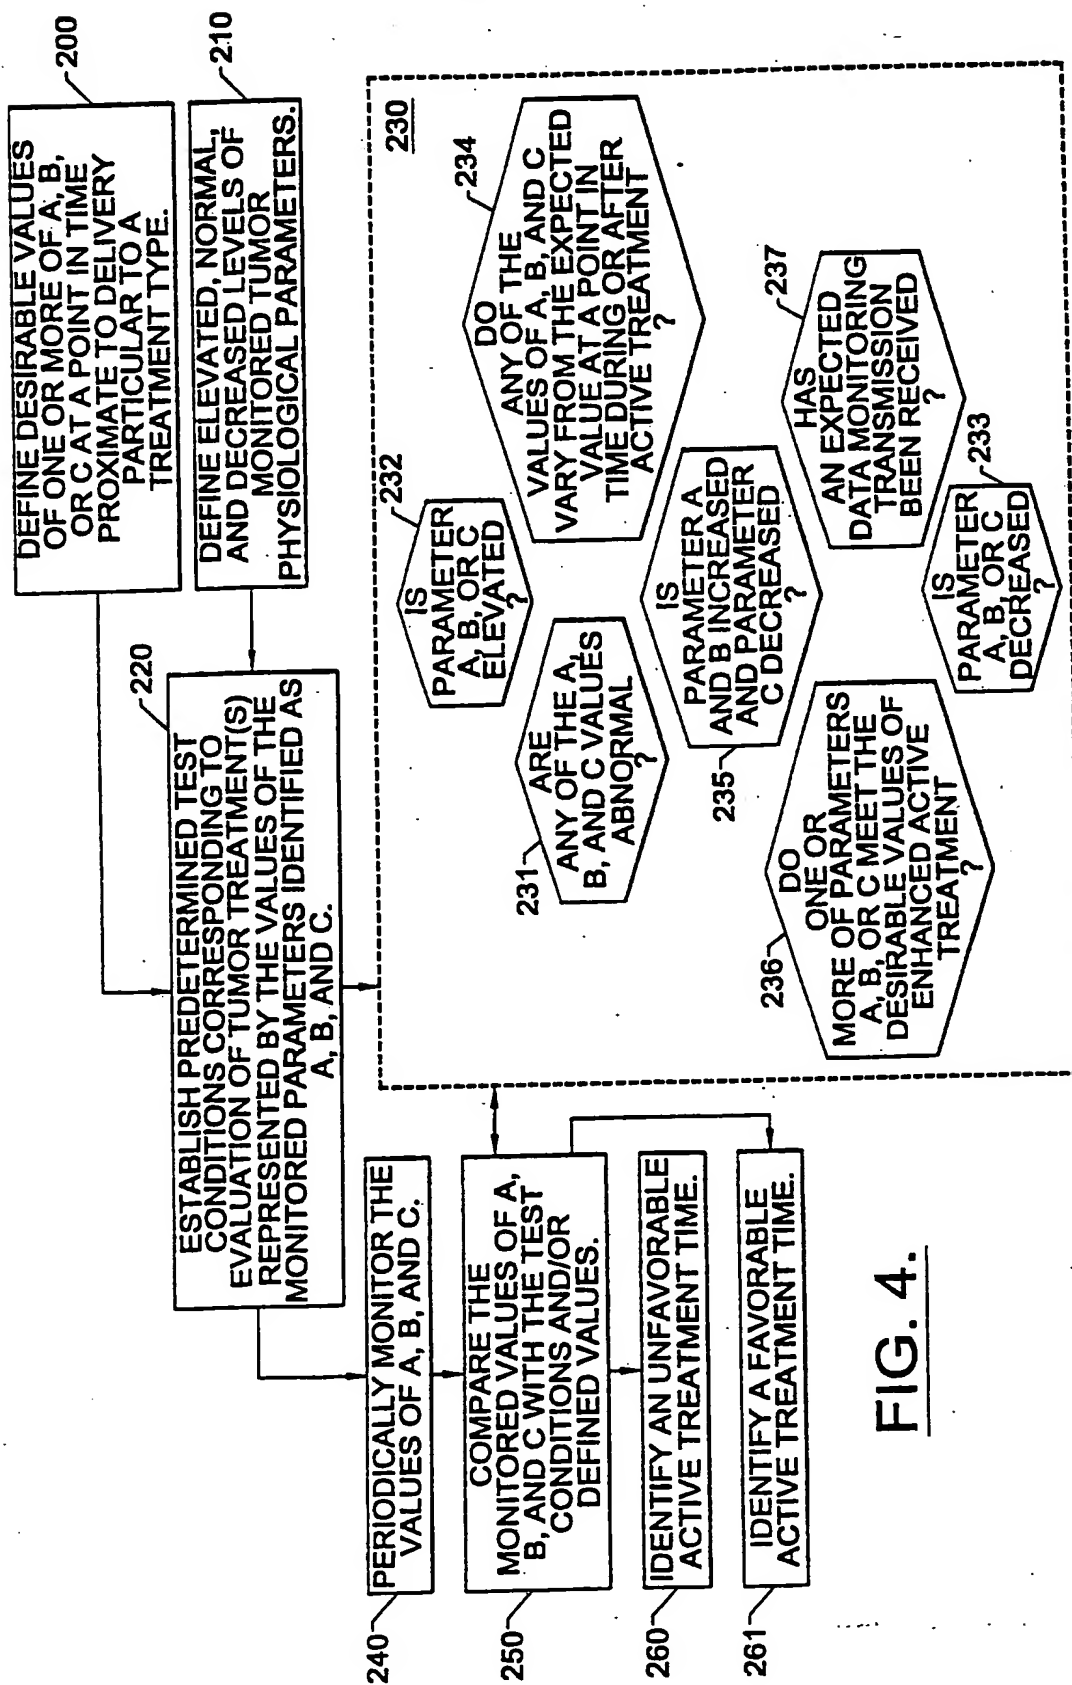 DEFINE DESIRABLE VALUES
OF ONE OR MORE OF A, B,
OR C AT A POINT IN TIME
PROXIMATE TO DELIVERY
PARTICULAR TO A
TREATMENT TYPE.
200
DEFINE ELEVATED, NORMAL,
AND DECREASED LEVELS OF
MONITORED TUMOR
PHYSIOLOGICAL PARAMETERS.
210
220
ESTABLISH PREDETERMINED TEST
CONDITIONS CORRESPONDING TO
EVALUATION OF TUMOR TREATMENT(S)
REPRESENTED BY THE VALUES OF THE
MONITORED PARAMETERS IDENTIFIED AS
A, B, AND C.
230
231
ARE
ANY OF THE A,
B, AND C VALUES
ABNORMAL
?
232
IS
PARAMETER
A, B, OR C
ELEVATED
?
234
DO
ANY OF THE
VALUES OF A, B, AND C
VARY FROM THE EXPECTED
VALUE AT A POINT IN
TIME DURING OR AFTER
ACTIVE TREATMENT
?
235
IS
PARAMETER A
AND B INCREASED
AND PARAMETER
C DECREASED
?
236
DO
ONE OR
MORE OF PARAMETERS
A, B, OR C MEET THE
DESIRABLE VALUES OF
ENHANCED ACTIVE
TREATMENT
?
237
HAS
AN EXPECTED
DATA MONITORING
TRANSMISSION
BEEN RECEIVED
?
233
IS
PARAMETER
A, B, OR C
DECREASED
?
240
PERIODICALLY MONITOR THE
VALUES OF A, B, AND C.
250
COMPARE THE
MONITORED VALUES OF A,
B, AND C WITH THE TEST
CONDITIONS AND/OR
DEFINED VALUES.
260
IDENTIFY AN UNFAVORABLE
ACTIVE TREATMENT TIME.
261
IDENTIFY A FAVORABLE
ACTIVE TREATMENT TIME.
FIG. 4.